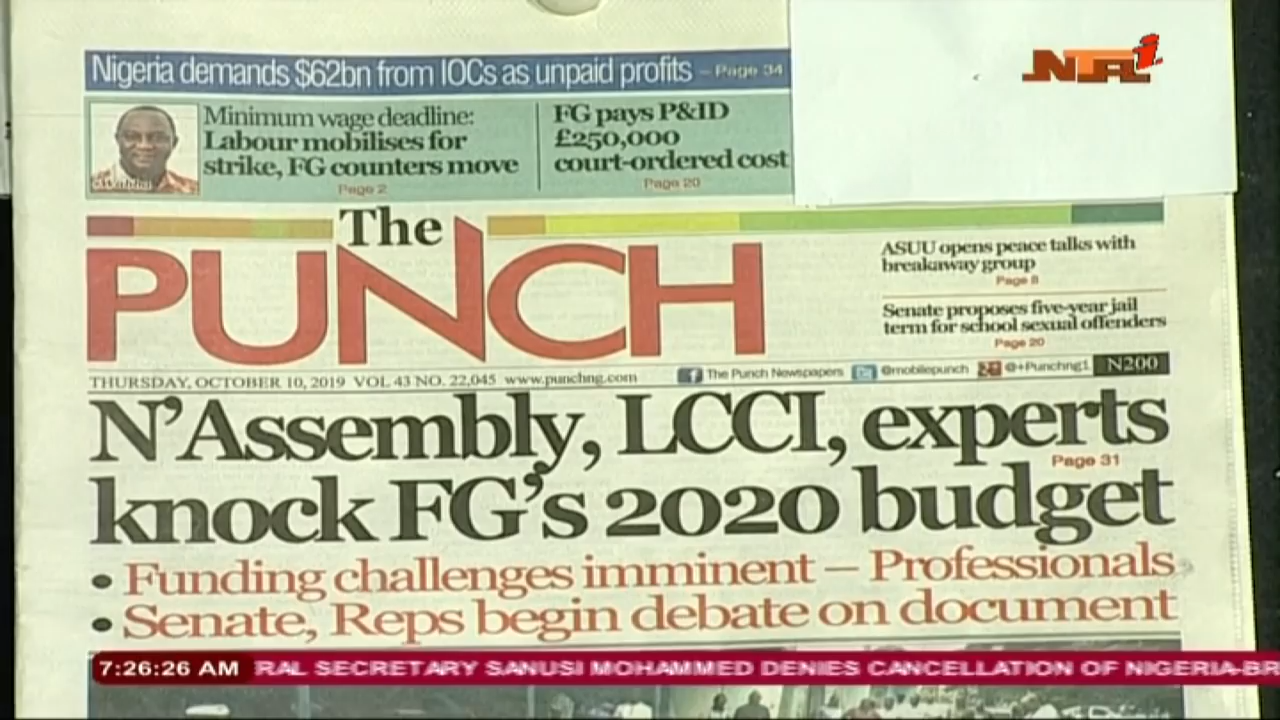 Nigeria demands $62bn from IOCs as unpaid profits – Page 34
NTAi
Minimum wage deadline:
Labour mobilises for
strike, FG counters move
Page 2
Wabba
FG pays P&ID
£250,000
court-ordered cost
Page 20
The
PUNCH
ASUU opens peace talks with
breakaway group
Page 8
Senate proposes five-year jail
term for school sexual offenders
Page 20
THURSDAY, OCTOBER 10, 2019 VOL 43 NO. 22,045 www.punchng.com
The Punch Newspapers @mobilepunch @+Punchng1 N200
N'Assembly, LCCI, experts
Page 31
knock FG's 2020 budget
• Funding challenges imminent – Professionals
• Senate, Reps begin debate on document
7:26:26 AM RAL SECRETARY SANUSI MOHAMMED DENIES CANCELLATION OF NIGERIA-BR